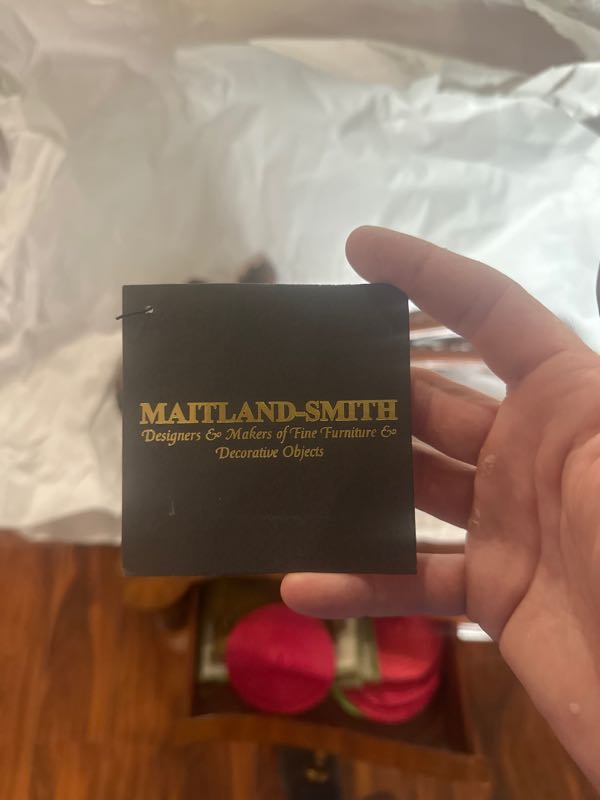 MAITLAND-SMITH
Designers & Makers of Fine Furniture &
Decorative Objects